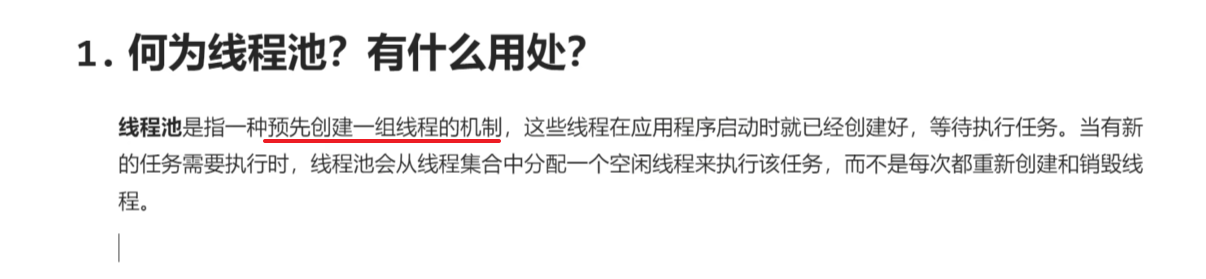 1. 何为线程池？有什么用处？
线程池是指一种预先创建一组线程的机制，这些线程在应用程序启动时就已经创建好，等待执行任务。当有新
的任务需要执行时，线程池会从线程集合中分配一个空闲线程来执行该任务，而不是每次都重新创建和销毁线
程。